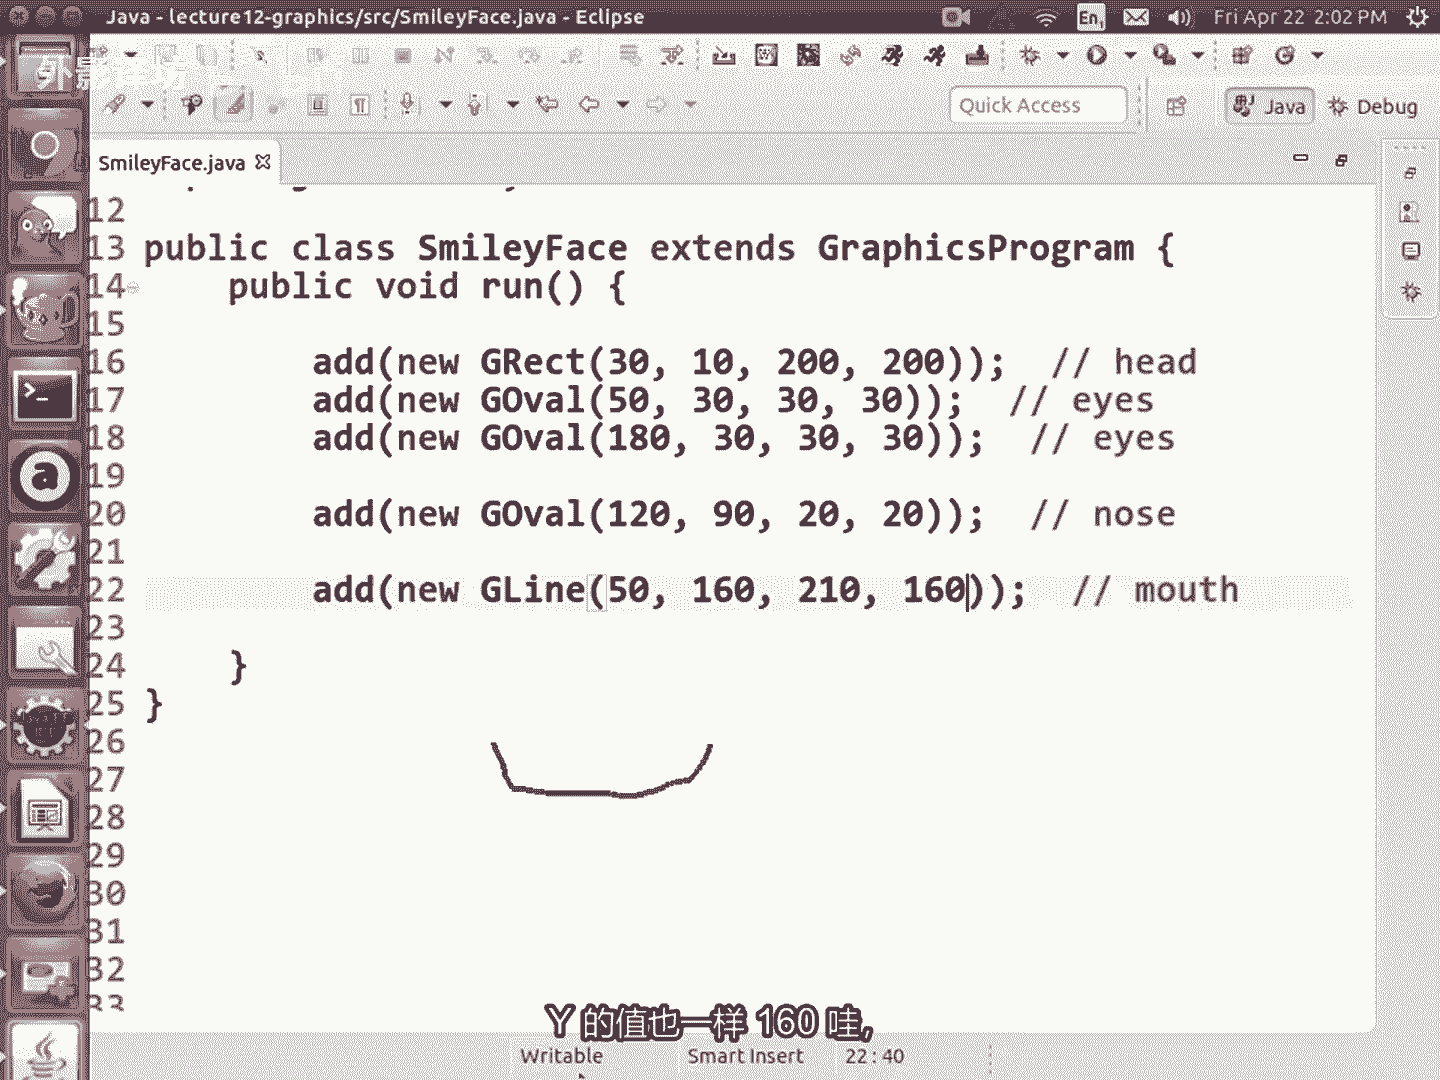 Java - lecture12-graphics/src/SmileyFace.java - Eclipse
En
Fri Apr 22 2:02 PM
Quick Access
Java
Debug
SmileyFace.java
12
13 public class SmileyFace extends GraphicsProgram {
14 public void run() {
15
16 add(new GRect(30, 10, 200, 200)); // head
17 add(new GOval(50, 30, 30, 30)); // eyes
18 add(new GOval(180, 30, 30, 30)); // eyes
19
20 add(new GOval(120, 90, 20, 20)); // nose
21
22 add(new GLine(50, 160, 210, 160)); // mouth
23
24 }
25 }
26
27
28
29
30
31
32
33
Y 的值也一样 160 哇,
Writable
Smart Insert
22 : 40